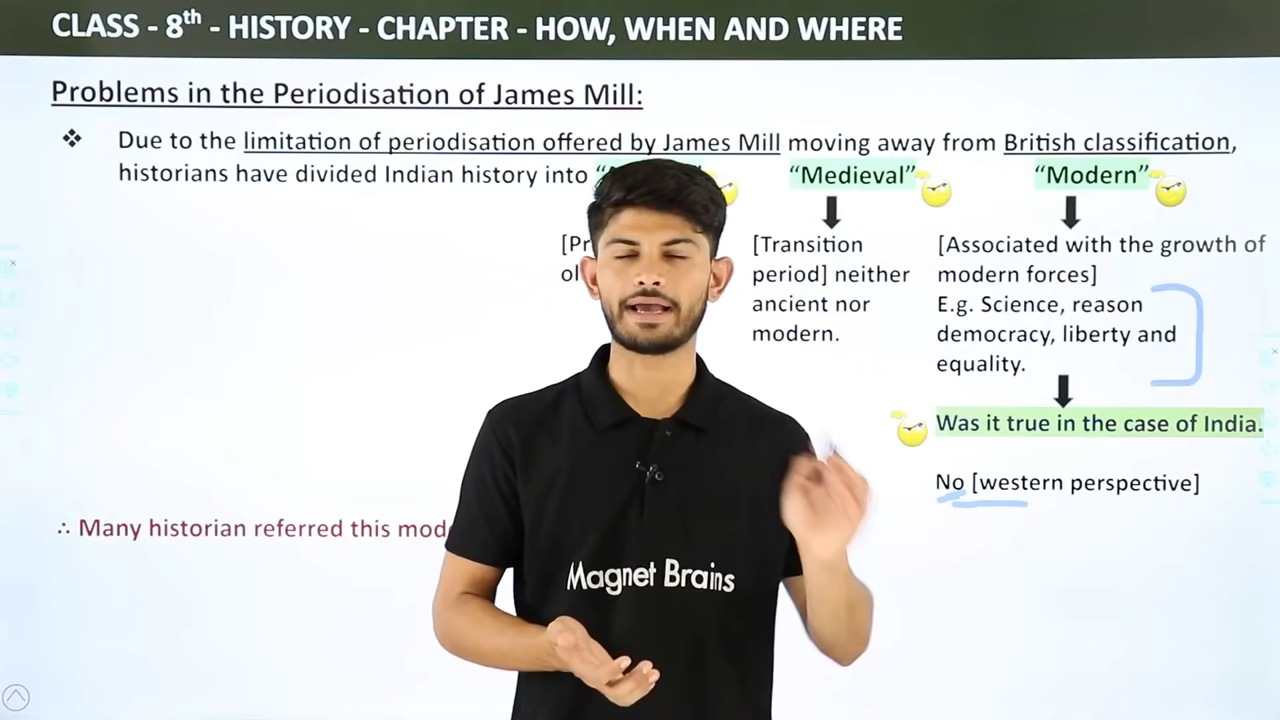 CLASS - 8th - HISTORY - CHAPTER - HOW, WHEN AND WHERE
Problems in the Periodisation of James Mill:
❖ Due to the limitation of periodisation offered by James Mill moving away from British classification,
historians have divided Indian history into “Medieval” “Modern”
[Transition
period] neither
ancient nor
modern.
[Associated with the growth of
modern forces]
E.g. Science, reason
democracy, liberty and
equality.
Was it true in the case of India.
No [western perspective]
∴ Many historian referred this
Magnet Brains